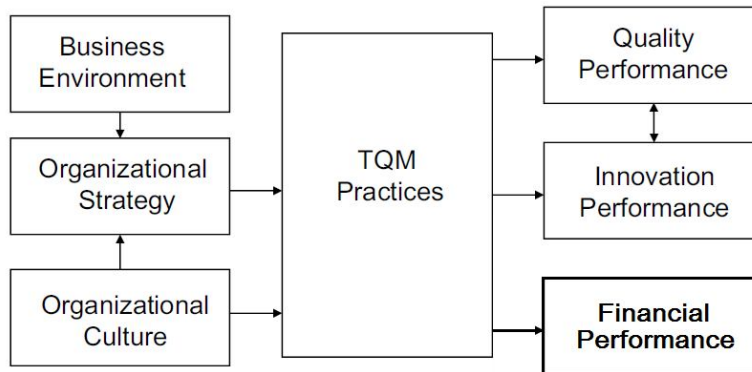 Business
Environment
Organizational
Strategy
Organizational
Culture
TQM
Practices
Quality
Performance
Innovation
Performance
Financial
Performance